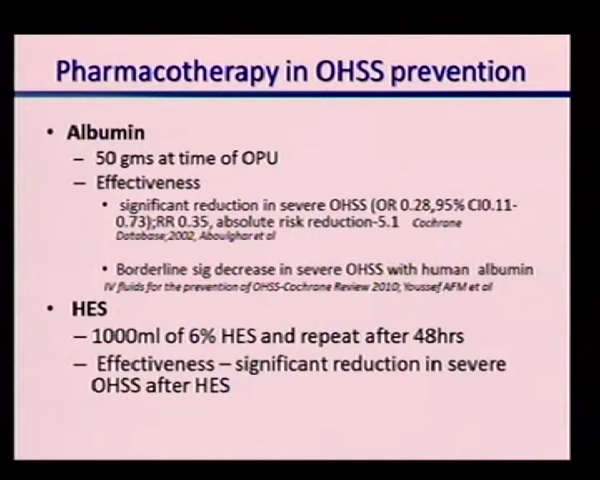 Pharmacotherapy in OHSS prevention
• Albumin
– 50 gms at time of OPU
– Effectiveness
• significant reduction in severe OHSS (OR 0.28,95% CI0.11-
0.73);RR 0.35, absolute risk reduction-5.1 Cochrane
Database;2002, Aboulghar et al
• Borderline sig decrease in severe OHSS with human albumin
IV fluids for the prevention of OHSS-Cochrane Review 2010; Youssef AFM et al
• HES
– 1000ml of 6% HES and repeat after 48hrs
– Effectiveness – significant reduction in severe
OHSS after HES